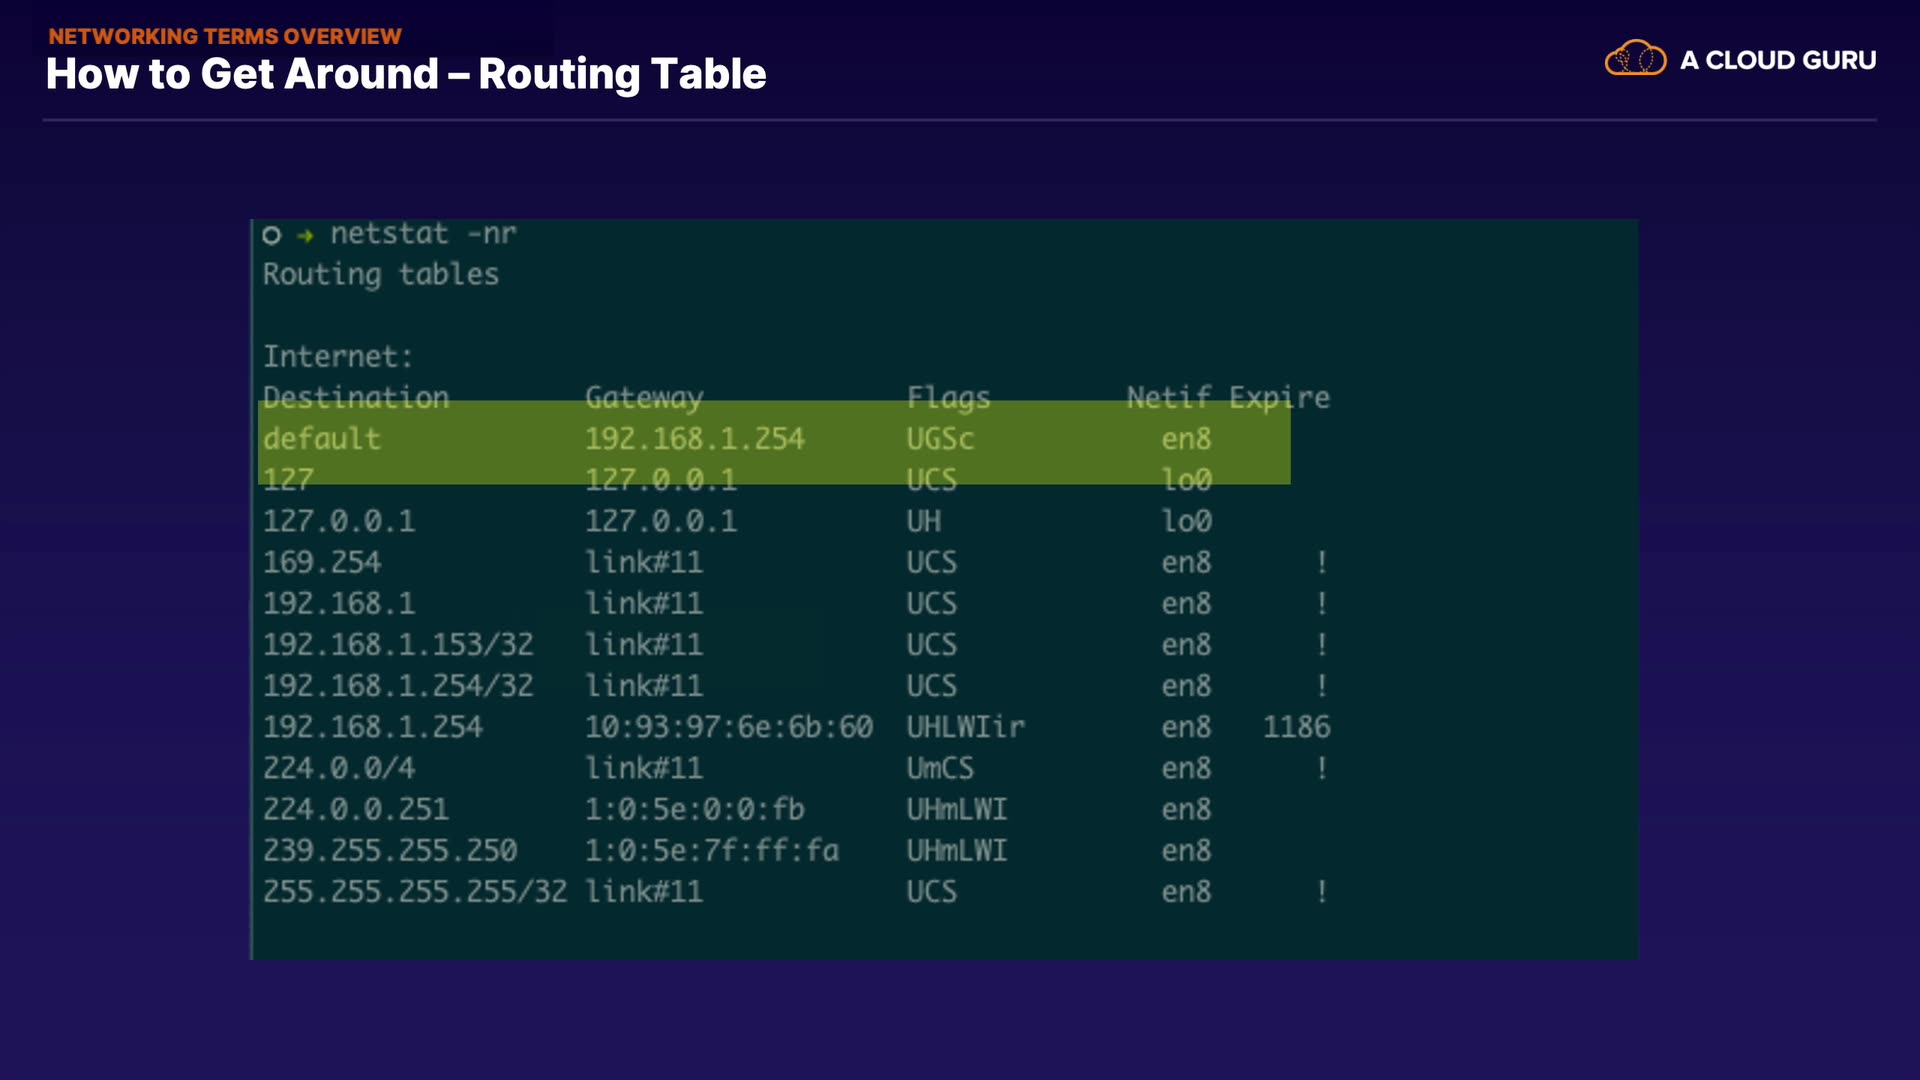 NETWORKING TERMS OVERVIEW
How to Get Around – Routing Table
A CLOUD GURU
➜ netstat -nr
Routing tables
Internet:
Destination Gateway Flags Netif Expire
default 192.168.1.254 UGSc en8
127 127.0.0.1 UCS lo0
127.0.0.1 127.0.0.1 UH lo0
169.254 link#11 UCS en8 !
192.168.1 link#11 UCS en8 !
192.168.1.153/32 link#11 UCS en8 !
192.168.1.254/32 link#11 UCS en8 !
192.168.1.254 10:93:97:6e:6b:60 UHLWIir en8 1186
224.0.0/4 link#11 UmCS en8 !
224.0.0.251 1:0:5e:0:0:fb UHmLWI en8
239.255.255.250 1:0:5e:7f:ff:fa UHmLWI en8
255.255.255.255/32 link#11 UCS en8 !